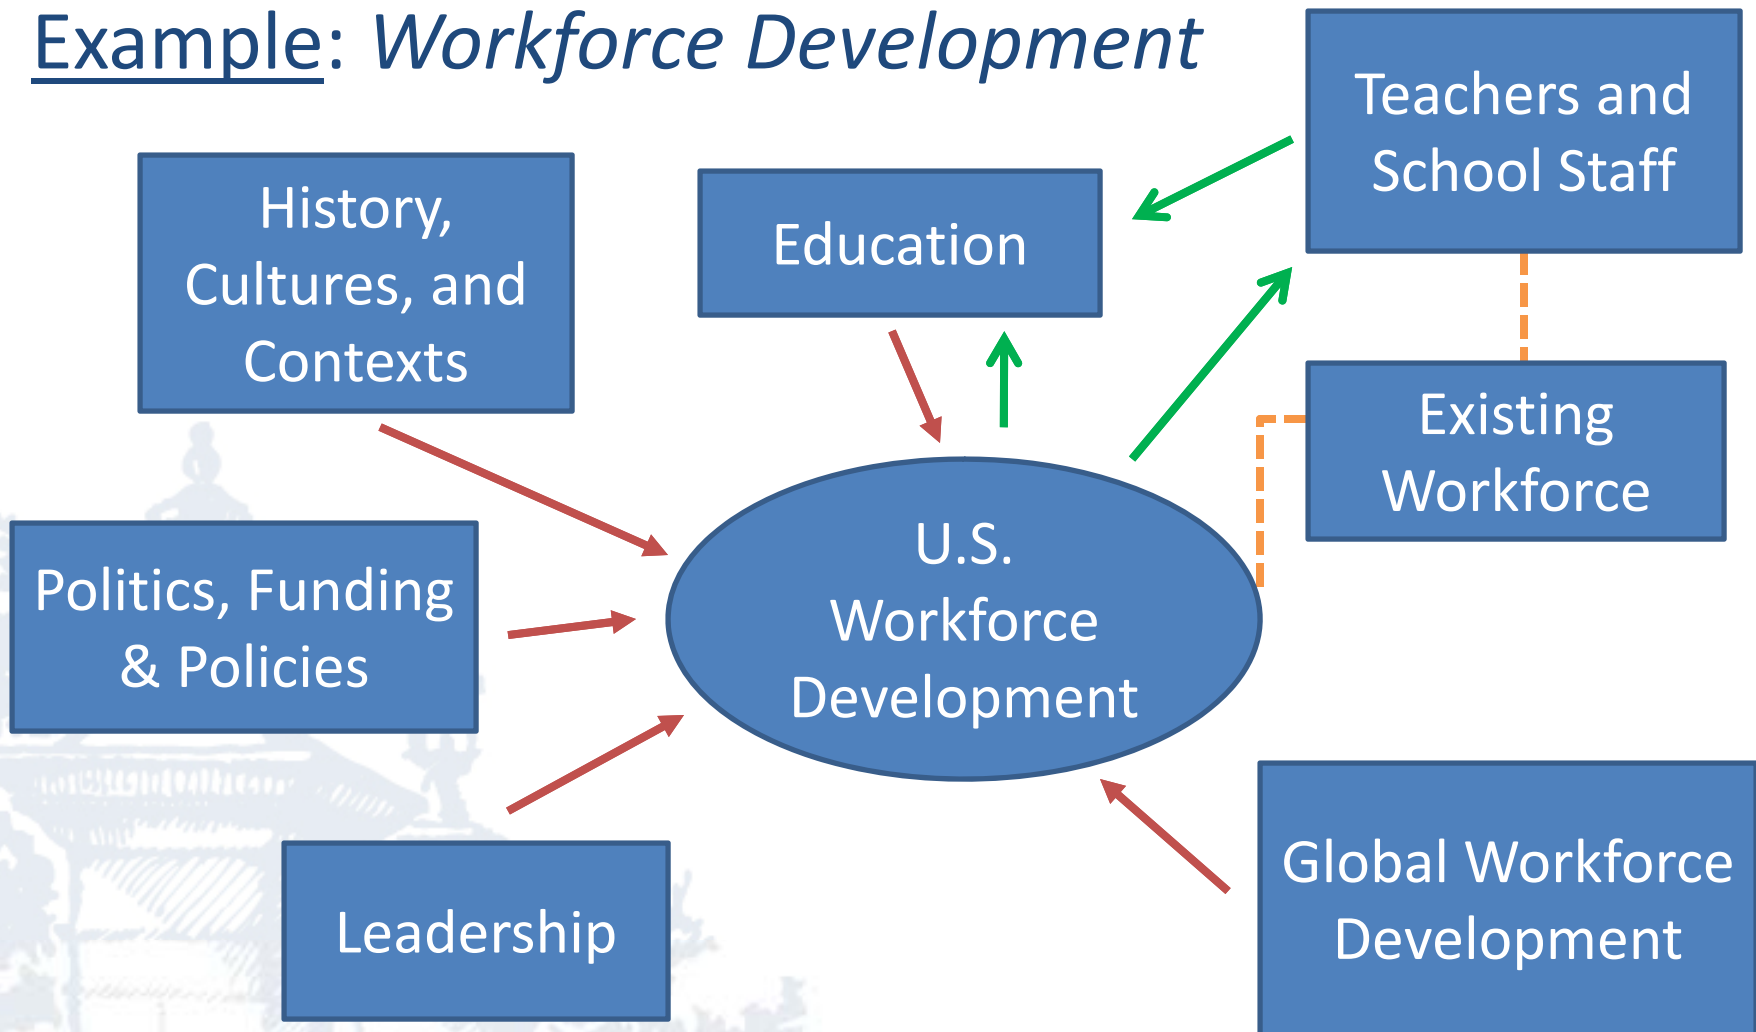 Example: Workforce Development
Teachers and
School Staff
History,
Cultures, and
Contexts
Education
Existing
Workforce
Politics, Funding
& Policies
U.S.
Workforce
Development
Leadership
Global Workforce
Development